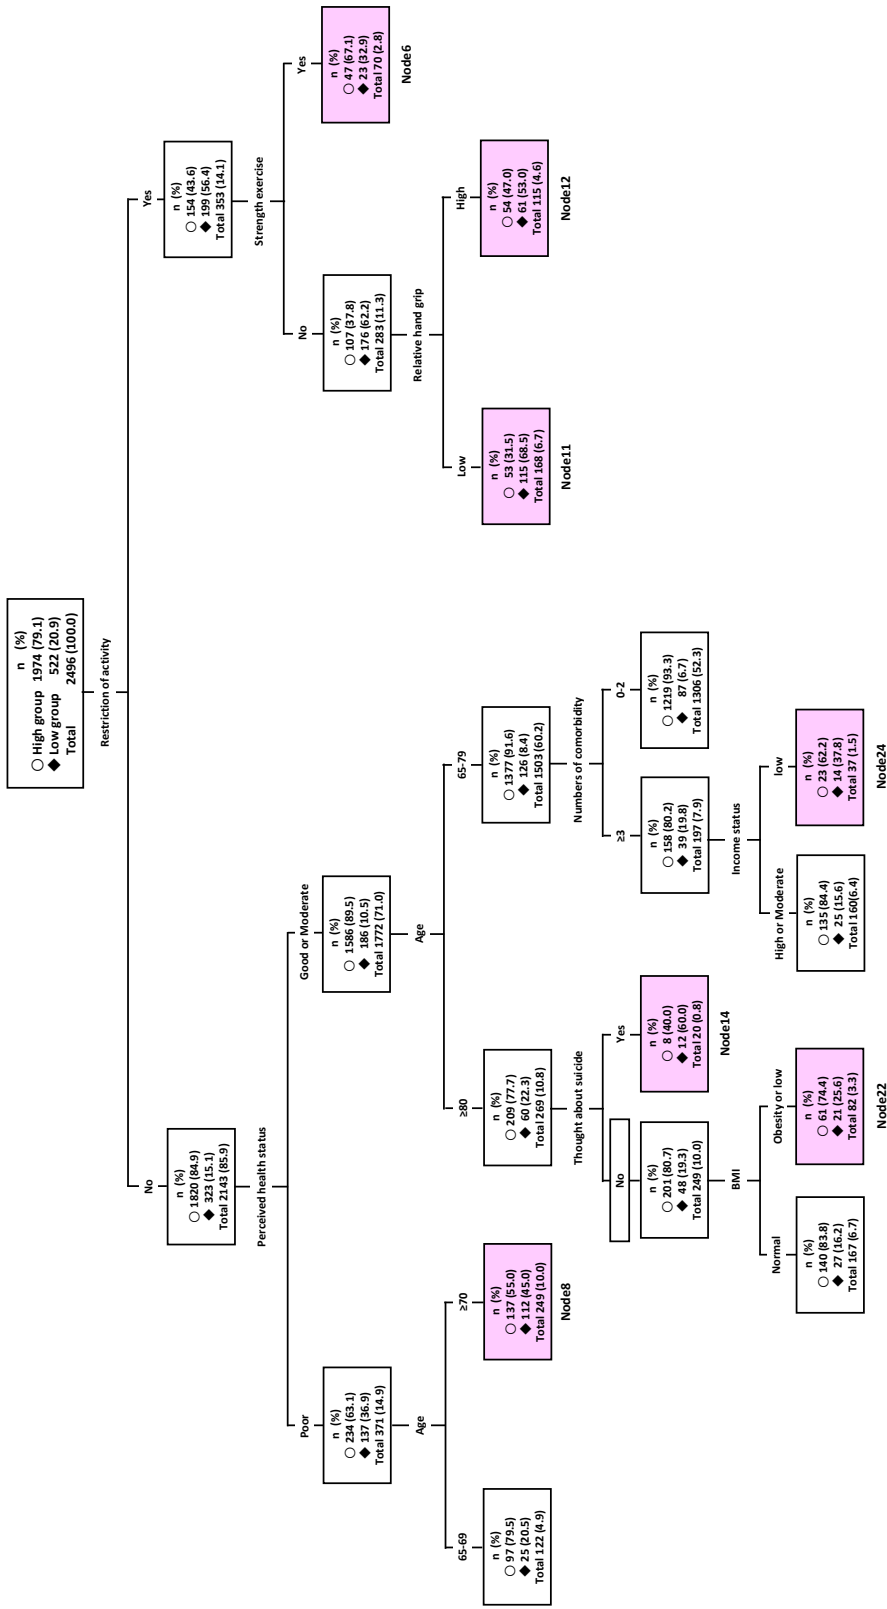 n (%)
○ High group 1974 (79.1)
◆ Low group 522 (20.9)
Total 2496 (100.0)
Restriction of activity
No
Yes
n (%)
○ 1820 (84.9)
◆ 323 (15.1)
Total 2143 (85.9)
n (%)
○ 154 (43.6)
◆ 199 (56.4)
Total 353 (14.1)
Perceived health status
Strength exercise
Poor
Good or Moderate
No
Yes
n (%)
○ 234 (63.1)
◆ 137 (36.9)
Total 371 (14.9)
n (%)
○ 1586 (89.5)
◆ 186 (10.5)
Total 1772 (71.0)
n (%)
○ 107 (37.8)
◆ 176 (62.2)
Total 283 (11.3)
n (%)
○ 47 (67.1)
◆ 23 (32.9)
Total 70 (2.8)
Node6
Age
Age
Relative hand grip
65-69
≥70
≥80
65-79
Low
High
n (%)
○ 97 (79.5)
◆ 25 (20.5)
Total 122 (4.9)
n (%)
○ 137 (55.0)
◆ 112 (45.0)
Total 249 (10.0)
Node8
n (%)
○ 209 (77.7)
◆ 60 (22.3)
Total 269 (10.8)
n (%)
○ 1377 (91.6)
◆ 126 (8.4)
Total 1503 (60.2)
n (%)
○ 53 (31.5)
◆ 115 (68.5)
Total 168 (6.7)
Node11
n (%)
○ 54 (47.0)
◆ 61 (53.0)
Total 115 (4.6)
Node12
Thought about suicide
Numbers of comorbidity
No
Yes
≥3
0-2
n (%)
○ 201 (80.7)
◆ 48 (19.3)
Total 249 (10.0)
n (%)
○ 8 (40.0)
◆ 12 (60.0)
Total 20 (0.8)
Node14
n (%)
○ 158 (80.2)
◆ 39 (19.8)
Total 197 (7.9)
n (%)
○ 1219 (93.3)
◆ 87 (6.7)
Total 1306 (52.3)
BMI
Income status
Normal
Obesity or low
High or Moderate
low
n (%)
○ 140 (83.8)
◆ 27 (16.2)
Total 167 (6.7)
n (%)
○ 61 (74.4)
◆ 21 (25.6)
Total 82 (3.3)
Node22
n (%)
○ 135 (84.4)
◆ 25 (15.6)
Total 160(6.4)
n (%)
○ 23 (62.2)
◆ 14 (37.8)
Total 37 (1.5)
Node24